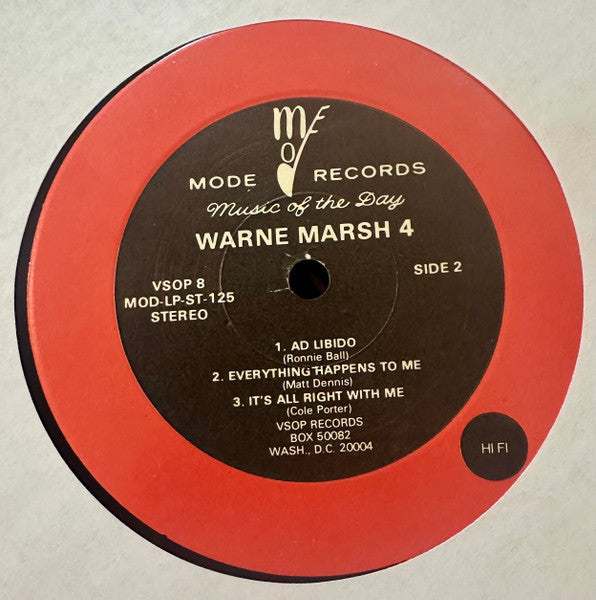 MODE
MODE RECORDS
Music of the Day
WARNE MARSH 4
VSOP 8
MOD-LP-ST-125
STEREO
SIDE 2
1. AD LIBIDO
(Ronnie Ball)
2. EVERYTHING HAPPENS TO ME
(Matt Dennis)
3. IT'S ALL RIGHT WITH ME
(Cole Porter)
VSOP RECORDS
BOX 50082
WASH., D.C. 20004
HI FI